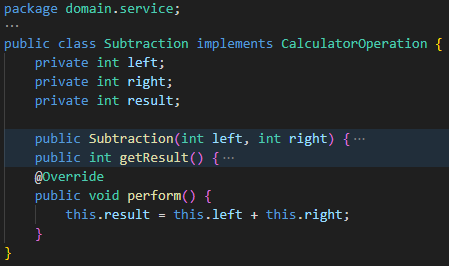 package domain.service;
…
public class Subtraction implements CalculatorOperation {
    private int left;
    private int right;
    private int result;
    public Subtraction(int left, int right) {…
    public int getResult() {…
    @Override
    public void perform() {
        this.result = this.left + this.right;
    }
}